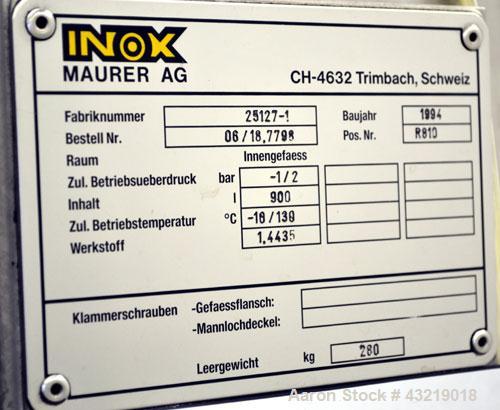 INOX
MAURER AG
CH-4632 Trimbach, Schweiz
Fabriknummer 25127-1 Baujahr 1994
Bestell Nr. 06/18,7798 Pos. Nr. R810
Raum Innengefaess
Zul. Betriebsueberdruck bar -1/2
Inhalt l 900
Zul. Betriebstemperatur °C -16/139
Werkstoff 1,4435
Klammerschrauben -Gefaessflansch:
-Mannlochdeckel:
Leergewicht kg 280
Aaron Stock # 43219018